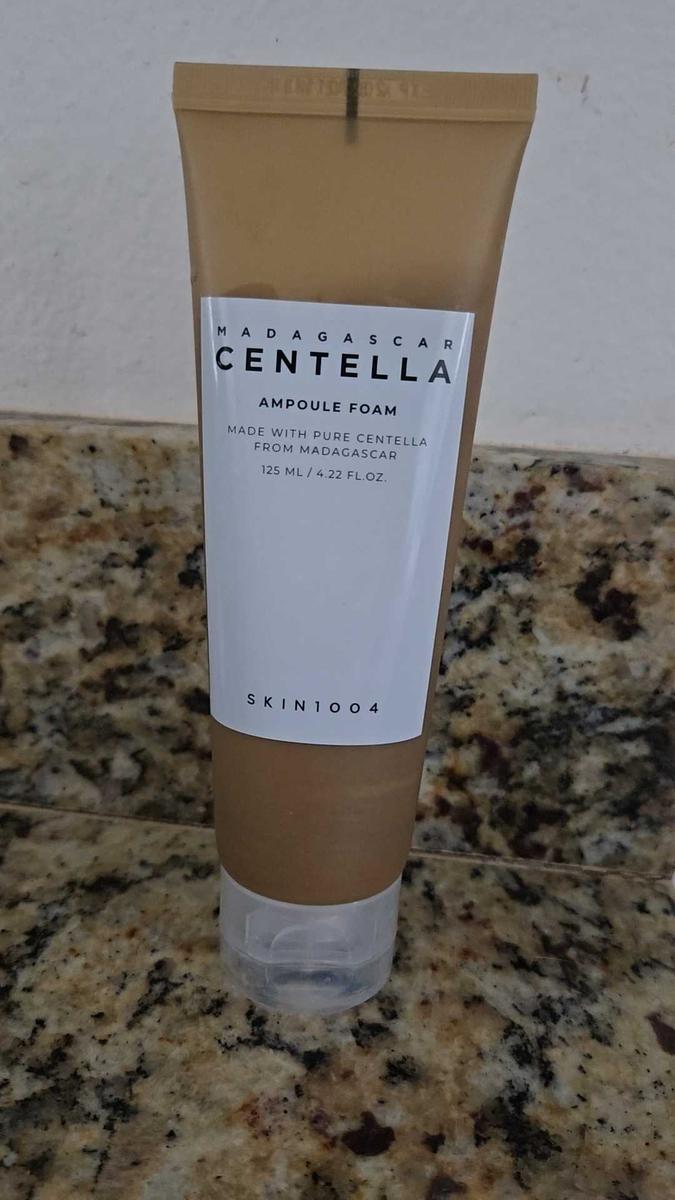 MADAGASCAR
CENTELLA
AMPOULE FOAM
MADE WITH PURE CENTELLA
FROM MADAGASCAR
125 ML / 4.22 FL.OZ.
SKIN1004